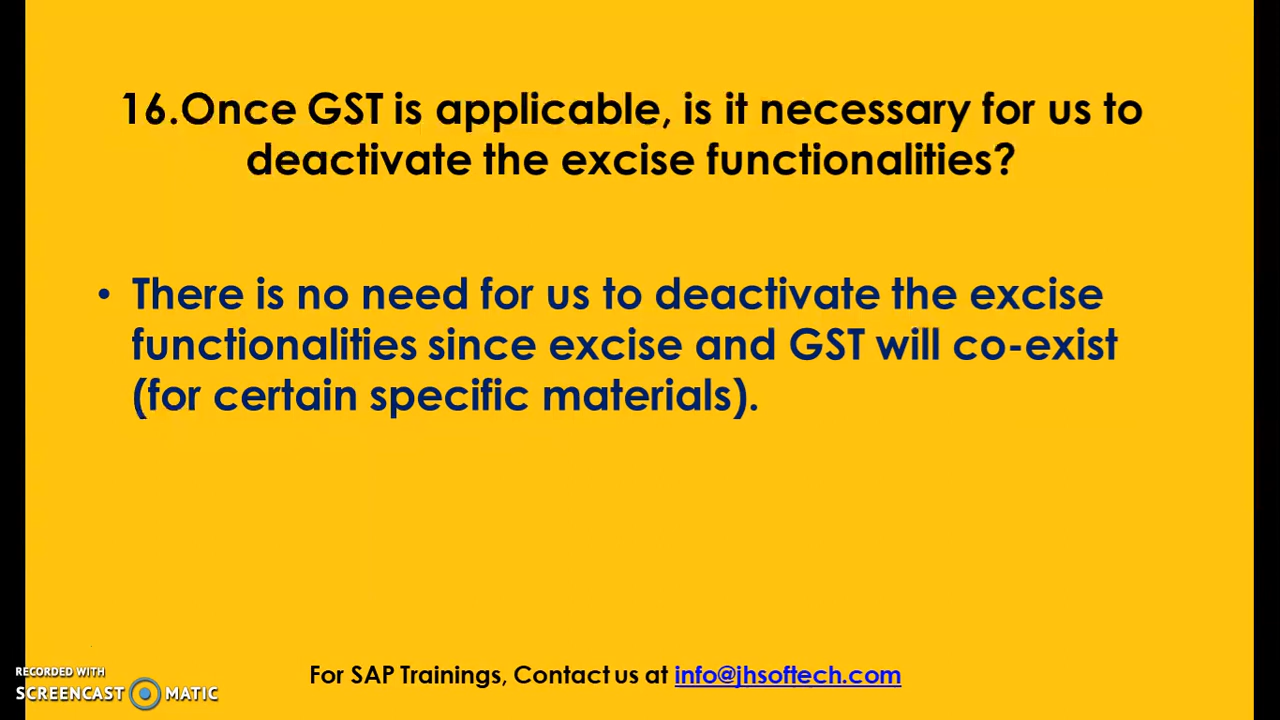 16.Once GST is applicable, is it necessary for us to
deactivate the excise functionalities?
• There is no need for us to deactivate the excise
functionalities since excise and GST will co-exist
(for certain specific materials).
For SAP Trainings, Contact us at info@jhsoftech.com
RECORDED WITH
SCREENCAST MATIC